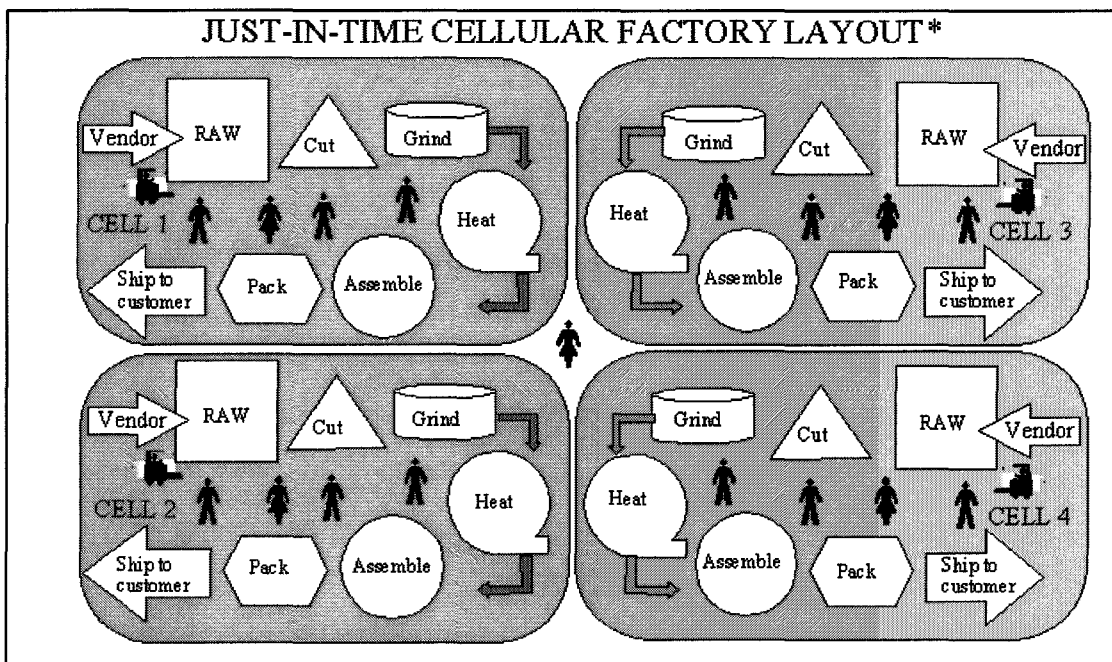 JUST-IN-TIME CELLULAR FACTORY LAYOUT*
Vendor
RAW
Cut
Grind
Heat
CELL 1
Ship to
customer
Pack
Assemble
Grind
Cut
RAW
Vendor
Heat
CELL 3
Assemble
Pack
Ship to
customer
Vendor
RAW
Cut
Grind
Heat
CELL 2
Ship to
customer
Pack
Assemble
Grind
Cut
RAW
Vendor
Heat
CELL 4
Assemble
Pack
Ship to
customer